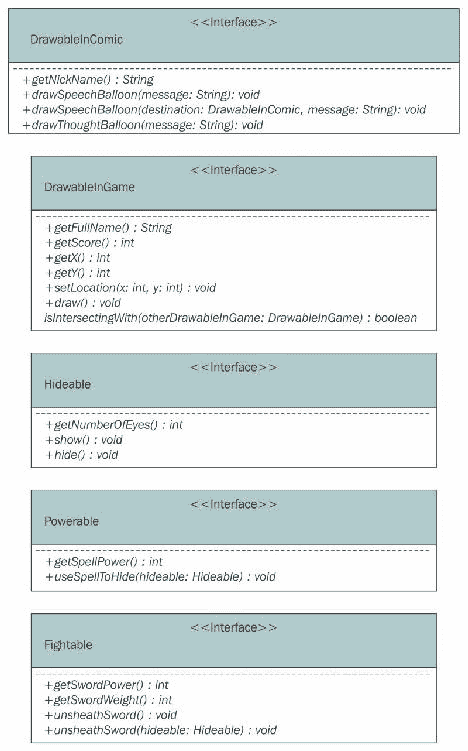 <<Interface>>
DrawableInComic
+getNickName() : String
+drawSpeechBalloon(message: String): void
+drawSpeechBalloon(destination: DrawableInComic, message: String): void
+drawThoughtBalloon(message: String): void
<<Interface>>
DrawableInGame
+getFullName() : String
+getScore() : int
+getX() : int
+getY() : int
+setLocation(x: int, y: int) : void
+draw() : void
isIntersectingWith(otherDrawableInGame: DrawableInGame) : boolean
<<Interface>>
Hideable
+getNumberOfEyes() : int
+show() : void
+hide() : void
<<Interface>>
Powerable
+getSpellPower() : int
+useSpellToHide(hideable: Hideable) : void
<<Interface>>
Fightable
+getSwordPower() : int
+getSwordWeight() : int
+unsheathSword() : void
+unsheathSword(hideable: Hideable) : void